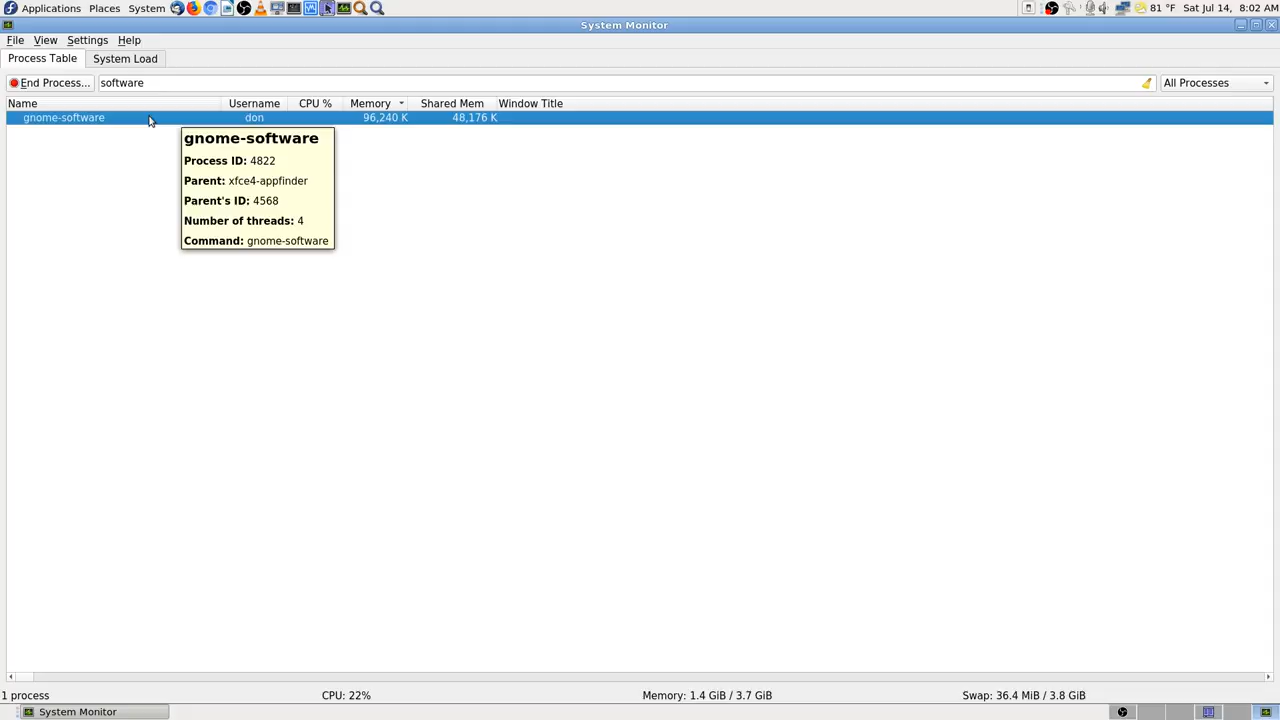 Applications Places System 81 °F Sat Jul 14, 8:02 AM
System Monitor
File View Settings Help
Process Table System Load
End Process... software All Processes
Name Username CPU % Memory Shared Mem Window Title
gnome-software don 96,240 K 48,176 K
gnome-software
Process ID: 4822
Parent: xfce4-appfinder
Parent's ID: 4568
Number of threads: 4
Command: gnome-software
1 process CPU: 22% Memory: 1.4 GiB / 3.7 GiB Swap: 36.4 MiB / 3.8 GiB
System Monitor